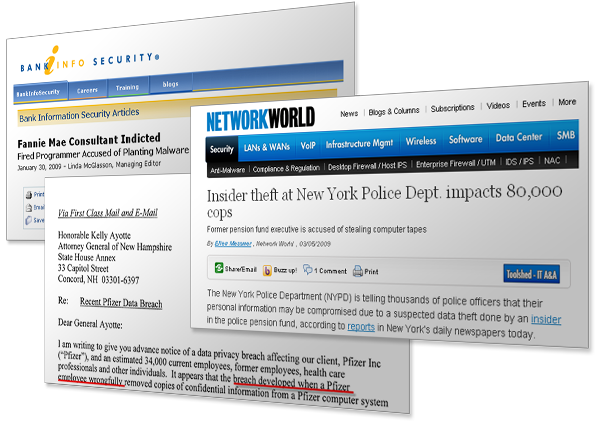 BANK INFO SECURITY®
BankInfoSecurity Careers Training blogs
Bank Information Security Articles
Fannie Mae Consultant Indicted
Fired Programmer Accused of Planting Malware
January 30, 2009 - Linda McGlasson, Managing Editor
Print
Email
Save
Via First Class Mail and E-Mail
Honorable Kelly Ayotte
Attorney General of New Hampshire
State House Annex
33 Capitol Street
Concord, NH 03301-6397
Re: Recent Pfizer Data Breach
Dear General Ayotte:
I am writing to give you advance notice of a data privacy breach affecting our client, Pfizer Inc
("Pfizer"), and an estimated 34,000 current employees, former employees, health care
professionals and other individuals. It appears that the breach developed when a Pfizer
employee wrongfully removed copies of confidential information from a Pfizer computer system
NETWORKWORLD
News | Blogs & Columns | Subscriptions | Videos | Events | More
Security LANs & WANs VoIP Infrastructure Mgmt Wireless Software Data Center SMB
Anti-Malware | Compliance & Regulation | Desktop Firewall / Host IPS | Enterprise Firewall / UTM | IDS / IPS | NAC |
Insider theft at New York Police Dept. impacts 80,000
cops
Former pension fund executive is accused of stealing computer tapes
By Ellen Messmer , Network World , 03/05/2009
Share/Email Buzz up! 1 Comment Print
Toolshed - IT A&A
The New York Police Department (NYPD) is telling thousands of police officers that their
personal information may be compromised due to a suspected data theft done by an insider
in the police pension fund, according to reports in New York's daily newspapers today.